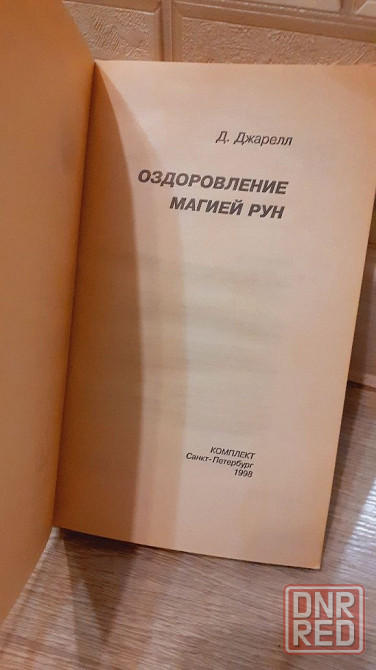 Д. Джарелл
ОЗДОРОВЛЕНИЕ
МАГИЕЙ РУН
КОМПЛЕКТ
Санкт-Петербург
1998
DNR
RED